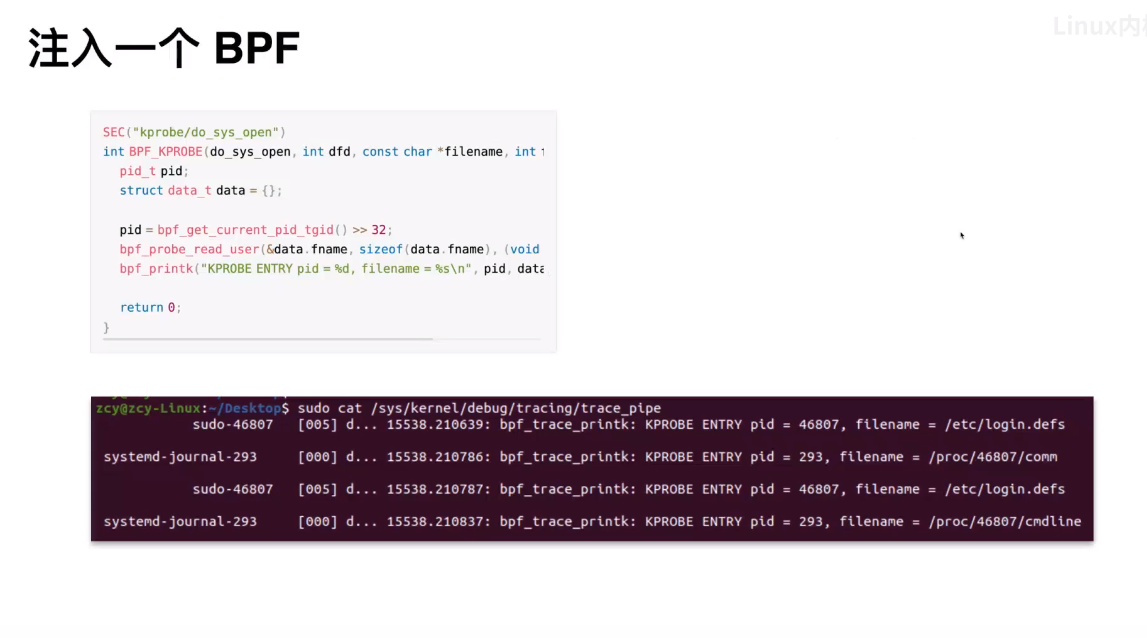 Linux内
注入一个 BPF
SEC("kprobe/do_sys_open")
int BPF_KPROBE(do_sys_open, int dfd, const char *filename, int
pid_t pid;
struct data_t data = {};
pid = bpf_get_current_pid_tgid() >> 32;
bpf_probe_read_user(&data.fname, sizeof(data.fname), (void
bpf_printk("KPROBE ENTRY pid = %d, filename = %s\n", pid, data
return 0;
}
zcy@zcy-Linux:~/Desktop$ sudo cat /sys/kernel/debug/tracing/trace_pipe
sudo-46807 [005] d... 15538.210639: bpf_trace_printk: KPROBE ENTRY pid = 46807, filename = /etc/login.defs
systemd-journal-293 [000] d... 15538.210786: bpf_trace_printk: KPROBE ENTRY pid = 293, filename = /proc/46807/comm
sudo-46807 [005] d... 15538.210787: bpf_trace_printk: KPROBE ENTRY pid = 46807, filename = /etc/login.defs
systemd-journal-293 [000] d... 15538.210837: bpf_trace_printk: KPROBE ENTRY pid = 293, filename = /proc/46807/cmdline